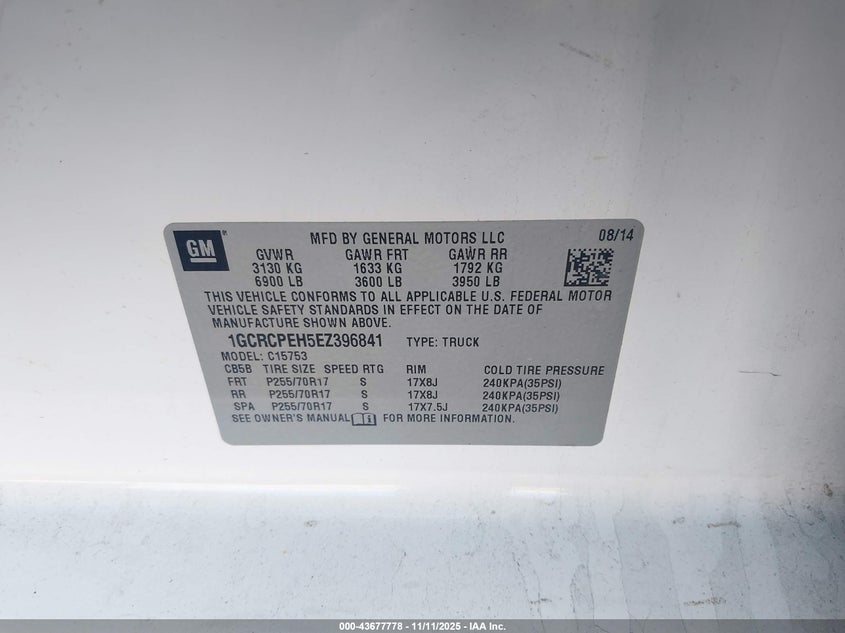 GM
MFD BY GENERAL MOTORS LLC 08/14
GVWR GAWR FRT GAWR RR
3130 KG 1633 KG 1792 KG
6900 LB 3600 LB 3950 LB
THIS VEHICLE CONFORMS TO ALL APPLICABLE U.S. FEDERAL MOTOR
VEHICLE SAFETY STANDARDS IN EFFECT ON THE DATE OF
MANUFACTURE SHOWN ABOVE.
1GCRCPEH5EZ396841 TYPE: TRUCK
MODEL: C15753
CB5B TIRE SIZE SPEED RTG RIM COLD TIRE PRESSURE
FRT P255/70R17 S 17X8J 240KPA(35PSI)
RR P255/70R17 S 17X8J 240KPA(35PSI)
SPA P255/70R17 S 17X7.5J 240KPA(35PSI)
SEE OWNER'S MANUAL FOR MORE INFORMATION.
000-43677778 - 11/11/2025 - IAA Inc.